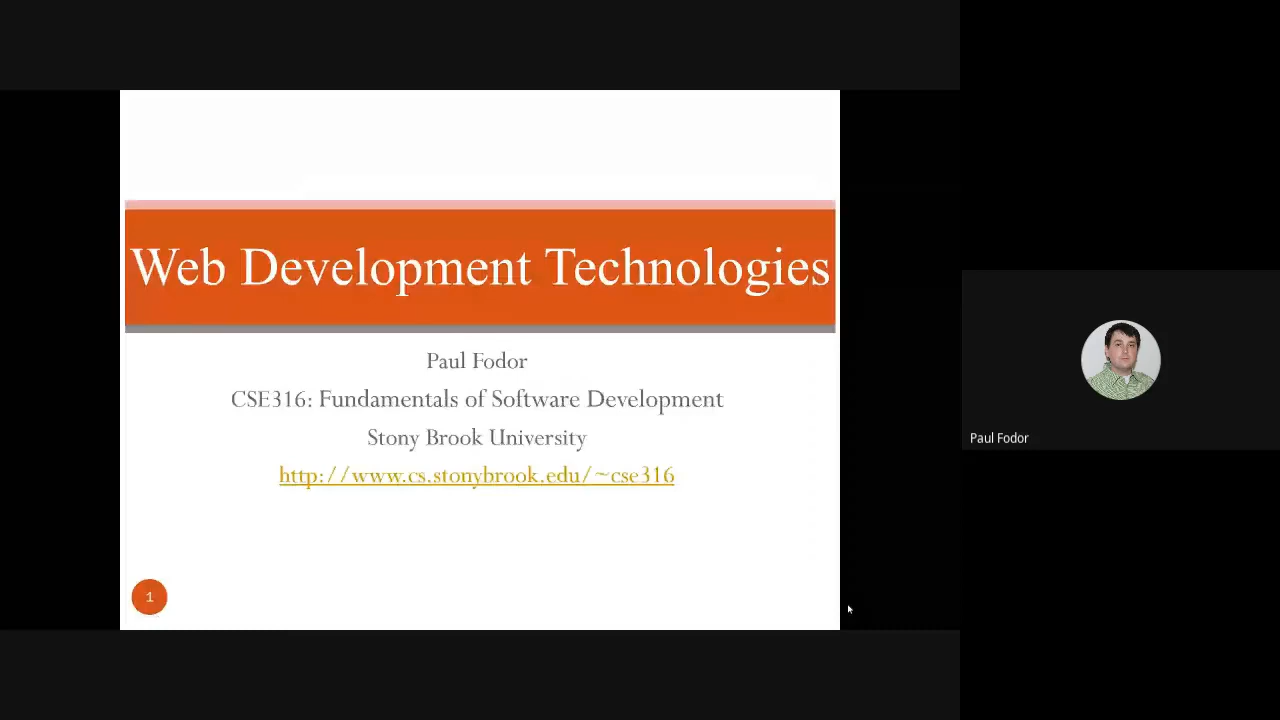 Web Development Technologies
Paul Fodor
CSE316: Fundamentals of Software Development
Stony Brook University
http://www.cs.stonybrook.edu/~cse316
1
Paul Fodor